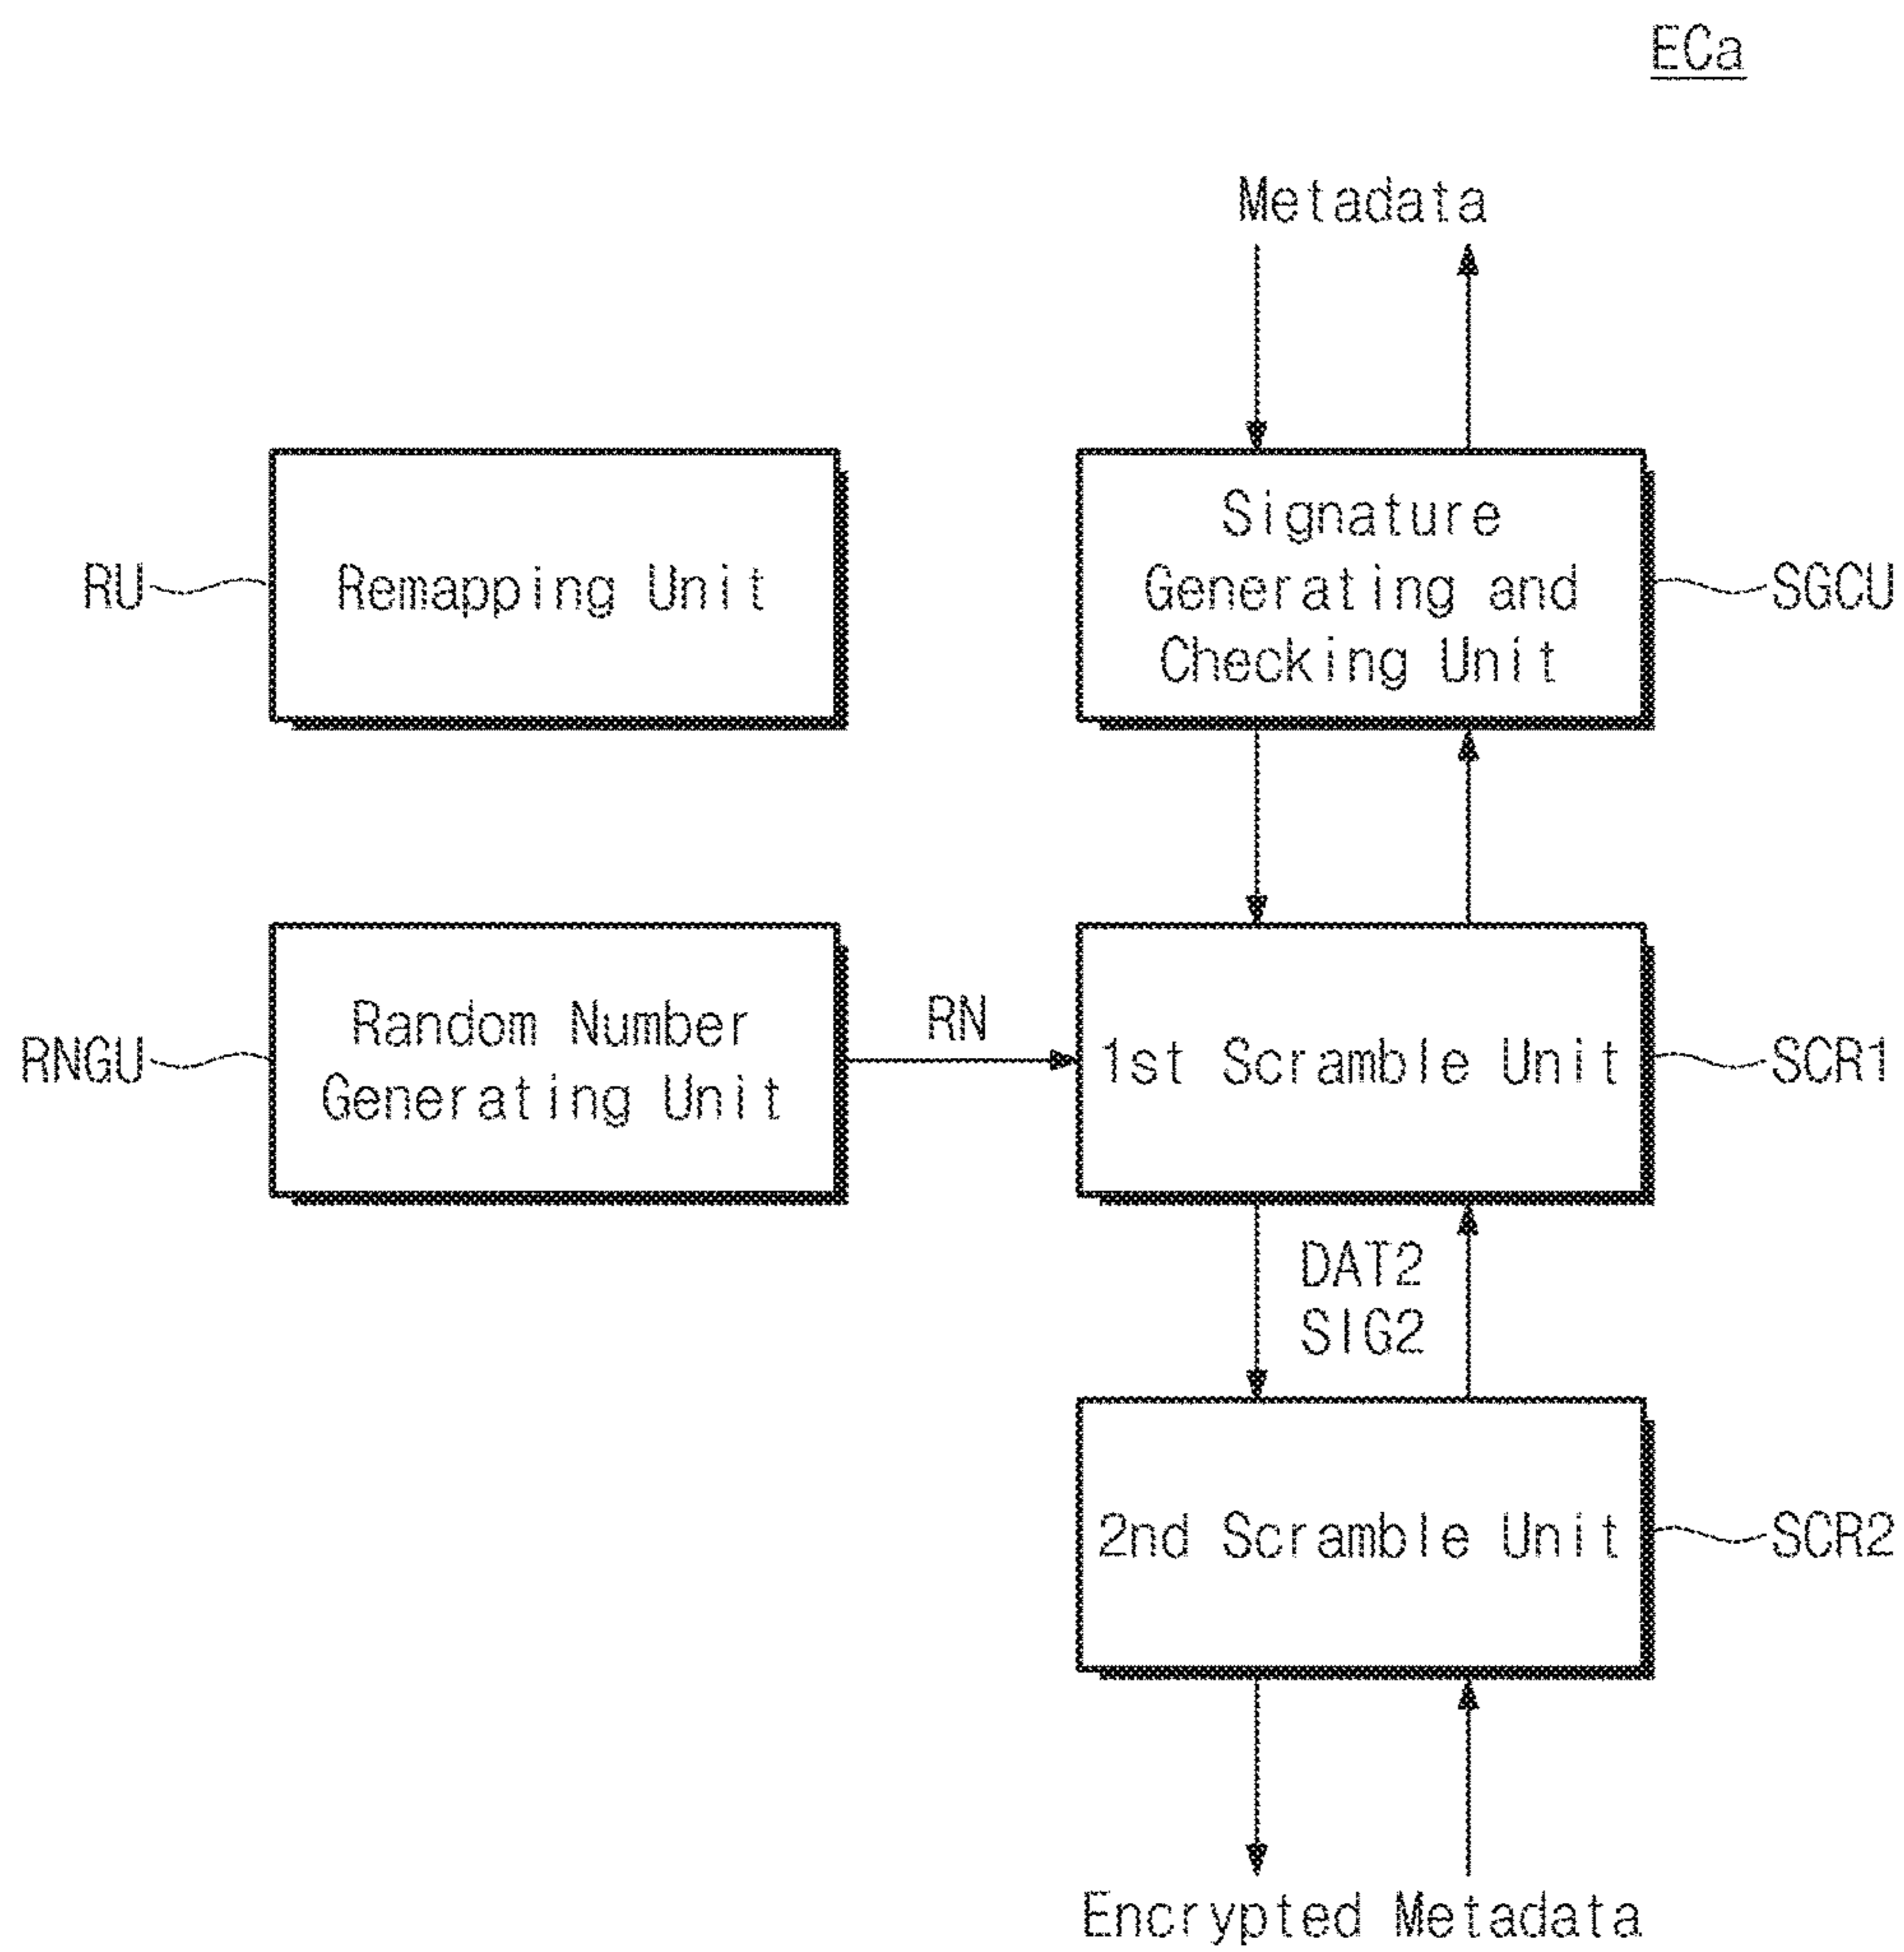 ECa
Metadata
RU
Remapping Unit
Signature
Generating and
Checking Unit
SGCU
RNGU
Random Number
Generating Unit
RN
1st Scramble Unit
SCR1
DAT2
SIG2
2nd Scramble Unit
SCR2
Encrypted Metadata